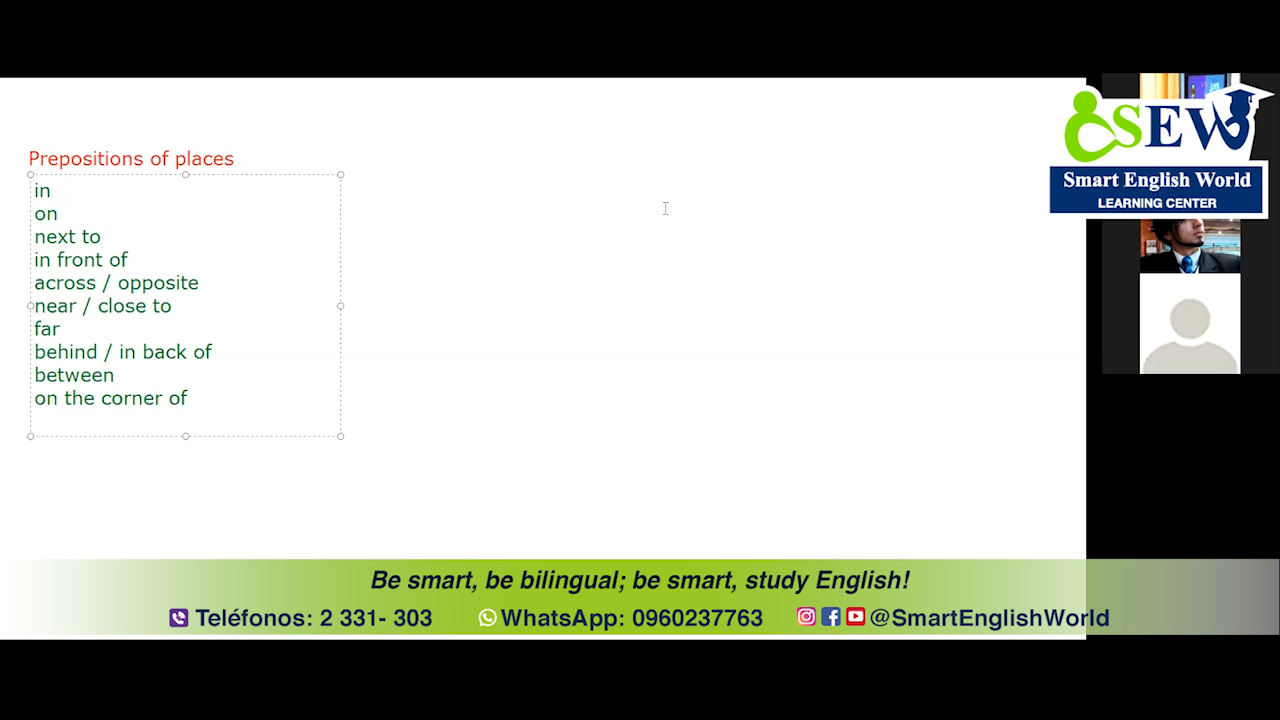 Prepositions of places
in
on
next to
in front of
across / opposite
near / close to
far
behind / in back of
between
on the corner of
SEW
Smart English World
LEARNING CENTER
Be smart, be bilingual; be smart, study English!
Teléfonos: 2 331- 303 WhatsApp: 0960237763 @SmartEnglishWorld